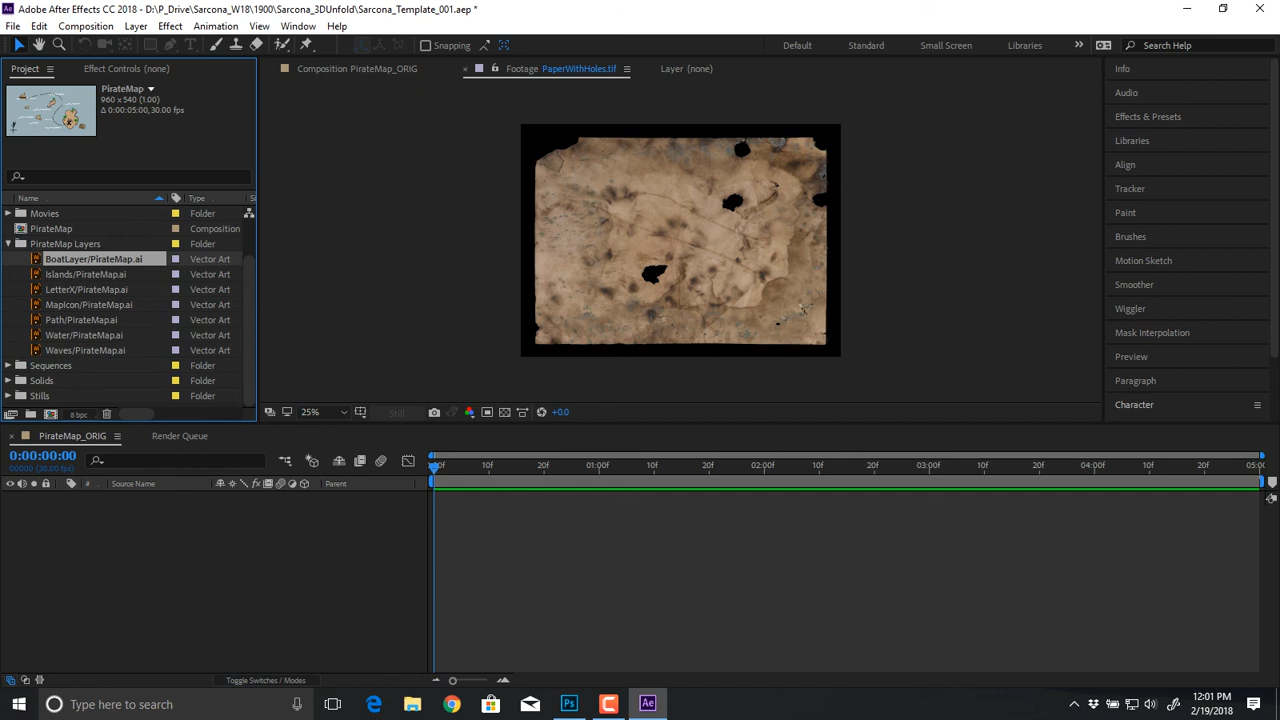 Adobe After Effects CC 2018 - D:\P_Drive\Sarcona_W18\1900\Sarcona_3DUnfold\Sarcona_Template_001.aep *
File Edit Composition Layer Effect Animation View Window Help
Snapping Default Standard Small Screen Libraries Search Help
Project Effect Controls (none) Composition PirateMap_ORIG Footage PaperWithHoles.tif Layer (none) Info
PirateMap
960 x 540 (1.00)
Δ 0:00:05:00, 30.00 fps
Audio
Effects & Presets
Libraries
Align
Tracker
Paint
Brushes
Motion Sketch
Smoother
Wiggler
Mask Interpolation
Preview
Paragraph
Character
Name Type Si
Movies Folder
PirateMap Composition
PirateMap Layers Folder
BoatLayer/PirateMap.ai Vector Art
Islands/PirateMap.ai Vector Art
LetterX/PirateMap.ai Vector Art
MapIcon/PirateMap.ai Vector Art
Path/PirateMap.ai Vector Art
Water/PirateMap.ai Vector Art
Waves/PirateMap.ai Vector Art
Sequences Folder
Solids Folder
Stills Folder
8 bpc
25% Still +0.0
PirateMap_ORIG Render Queue
0:00:00:00
00000 (30.00 fps)
10f 20f 01:00f 10f 20f 02:00f 10f 20f 03:00f 10f 20f 04:00f 10f 20f 05:00
# Source Name fx Parent
Toggle Switches / Modes
Type here to search
Ps Ae
12:01 PM
2/19/2018